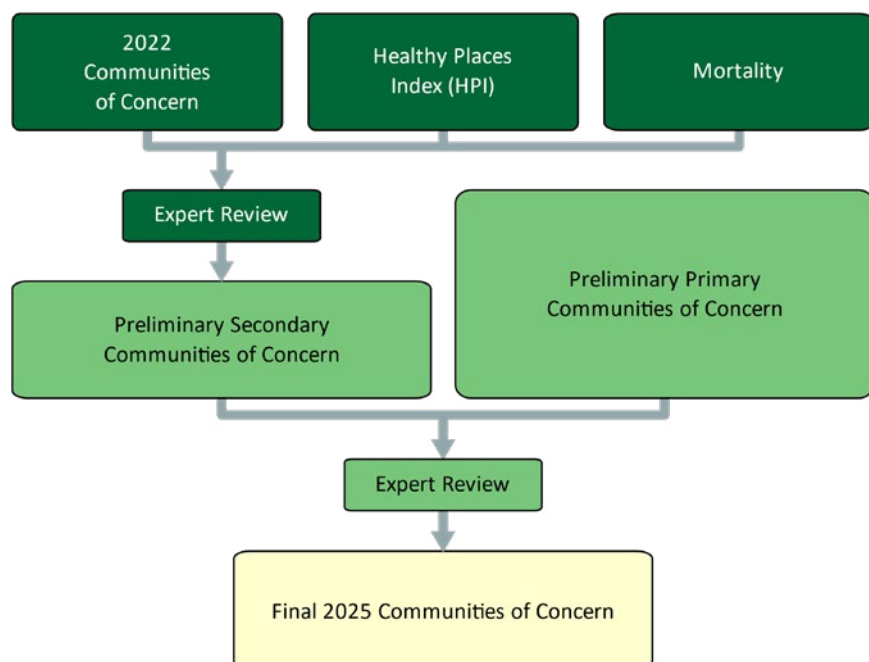 2022
Communities
of Concern
Healthy Places
Index (HPI)
Mortality
Expert Review
Preliminary Primary
Communities of Concern
Preliminary Secondary
Communities of Concern
Expert Review
Final 2025 Communities of Concern